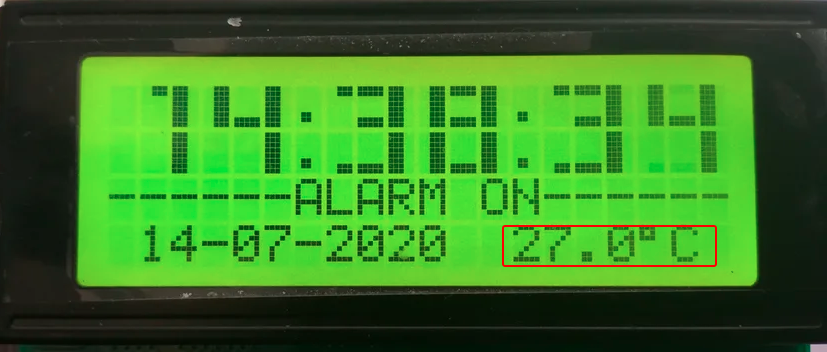 14:38:34
------ALARM ON------
14-07-2020 27.0°C